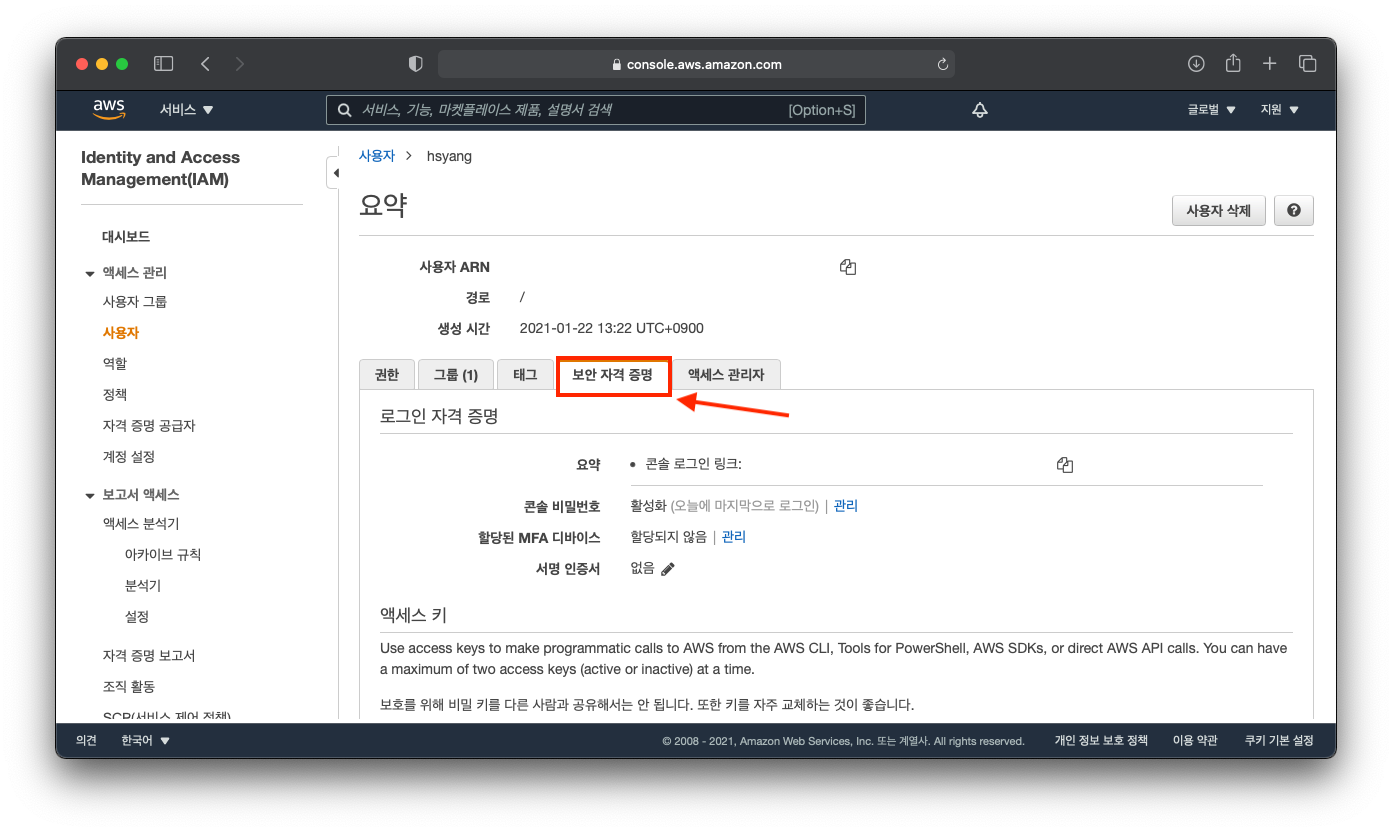 console.aws.amazon.com
aws 서비스 서비스, 기능, 마켓플레이스 제품, 설명서 검색 [Option+S] 글로벌 지원
Identity and Access
Management(IAM)
대시보드
액세스 관리
사용자 그룹
사용자
역할
정책
자격 증명 공급자
계정 설정
보고서 액세스
액세스 분석기
아카이브 규칙
분석기
설정
자격 증명 보고서
조직 활동
SCP(서비스 제어 정책)
사용자 > hsyang
요약
사용자 삭제 ?
사용자 ARN
경로 /
생성 시간 2021-01-22 13:22 UTC+0900
권한 그룹 (1) 태그 보안 자격 증명 액세스 관리자
로그인 자격 증명
요약 • 콘솔 로그인 링크:
콘솔 비밀번호 활성화 (오늘에 마지막으로 로그인) | 관리
할당된 MFA 디바이스 할당되지 않음 | 관리
서명 인증서 없음
액세스 키
Use access keys to make programmatic calls to AWS from the AWS CLI, Tools for PowerShell, AWS SDKs, or direct AWS API calls. You can have
a maximum of two access keys (active or inactive) at a time.
보호를 위해 비밀 키를 다른 사람과 공유해서는 안 됩니다. 또한 키를 자주 교체하는 것이 좋습니다.
의견 한국어 © 2008 - 2021, Amazon Web Services, Inc. 또는 계열사. All rights reserved. 개인 정보 보호 정책 이용 약관 쿠키 기본 설정